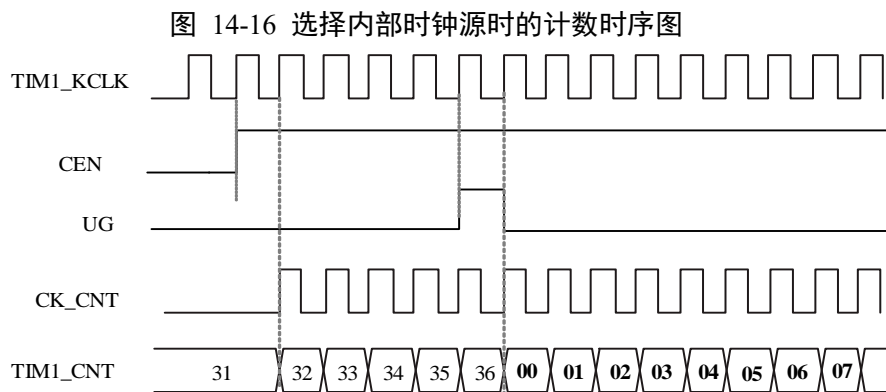 图 14-16 选择内部时钟源时的计数时序图
TIM1_KCLK
CEN
UG
CK_CNT
TIM1_CNT 31 32 33 34 35 36 00 01 02 03 04 05 06 07